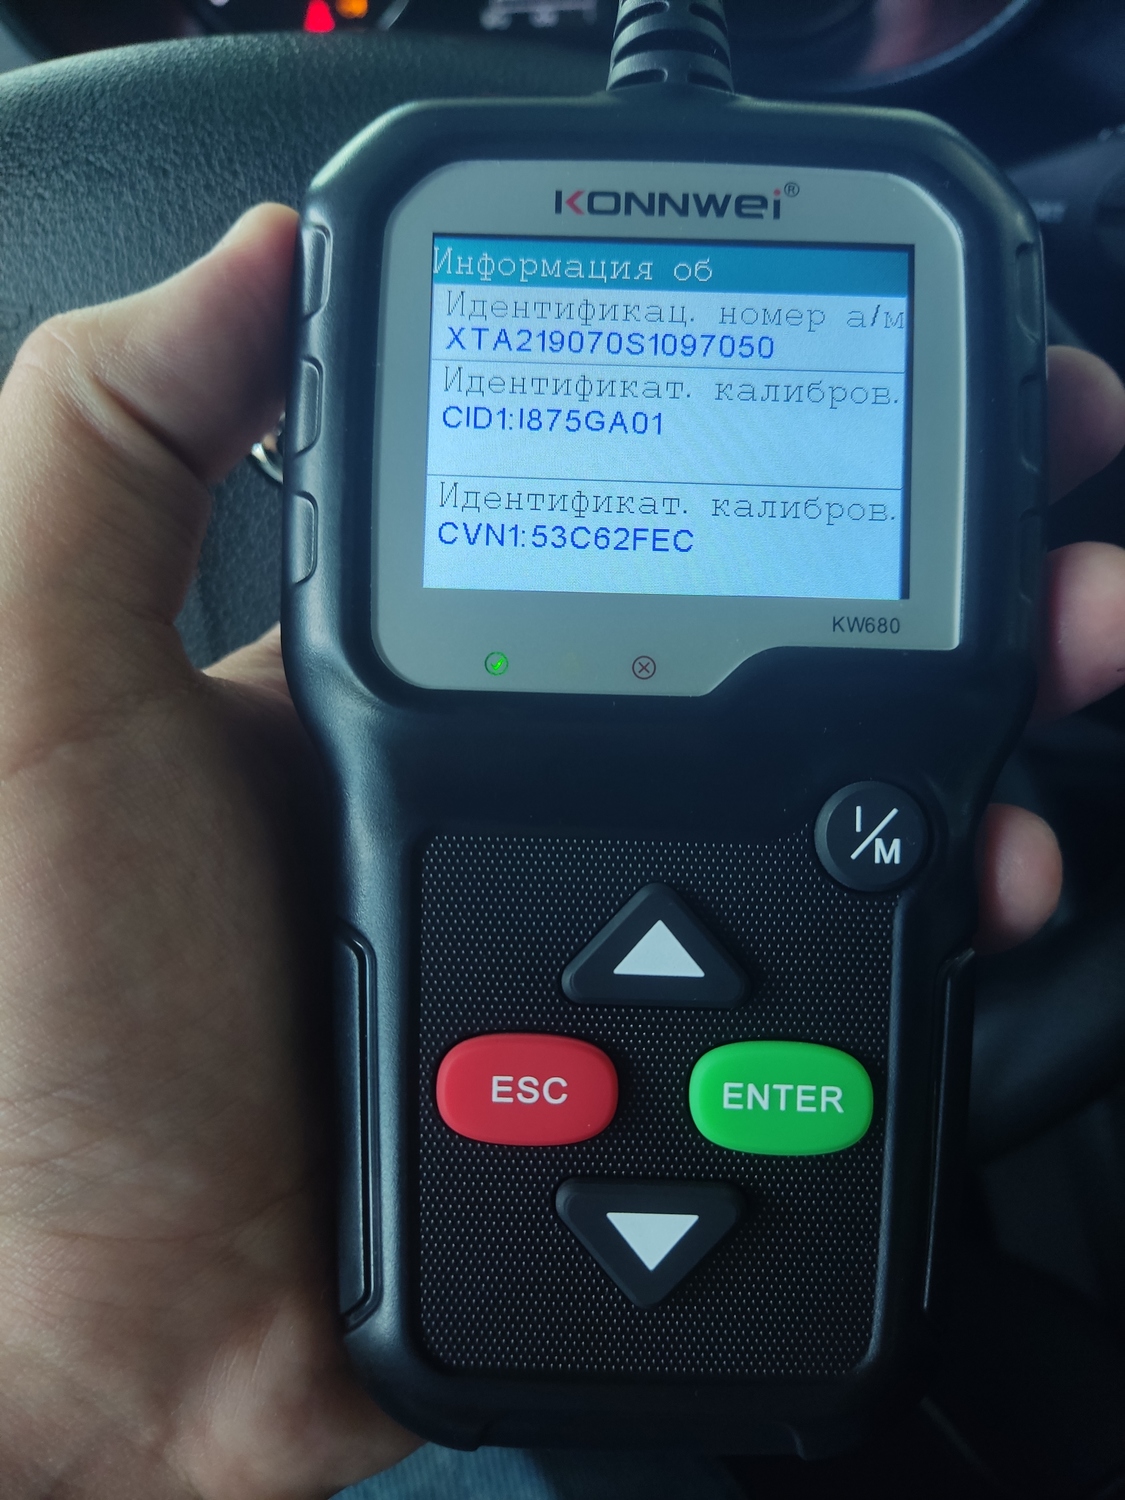 KONNWEI®
Информация об
Идентификац. номер а/м
XTA219070S1097050
Идентификат. калибров.
CID1:I875GA01
Идентификат. калибров.
CVN1:53C62FEC
KW680
I/M
ESC
ENTER